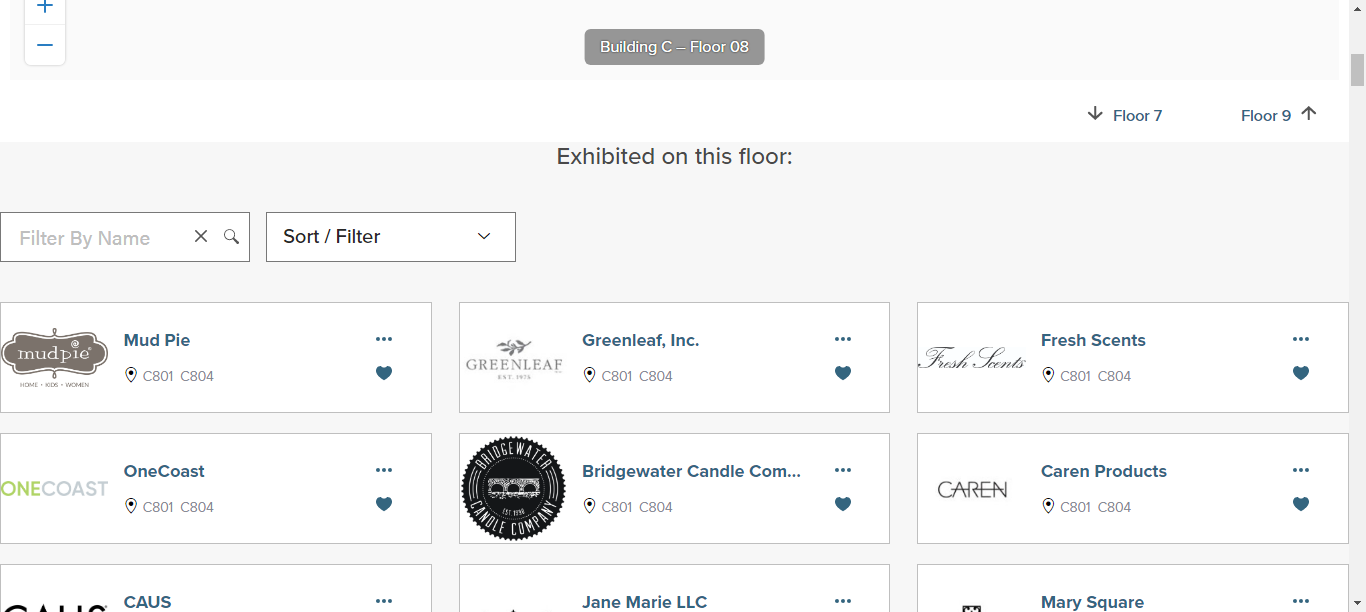 Building C – Floor 08
Floor 7
Floor 9
Exhibited on this floor:
Filter By Name
Sort / Filter
mudpie
HOME • KIDS • WOMEN
Mud Pie
C801 C804
GREENLEAF
EST. 1975
Greenleaf, Inc.
C801 C804
Fresh Scents
Fresh Scents
C801 C804
ONECOAST
OneCoast
C801 C804
BRIDGEWATER
EST. 1998
CANDLE COMPANY
Bridgewater Candle Com...
C801 C804
CAREN
Caren Products
C801 C804
CAUS
CAUS
Jane Marie LLC
Mary Square